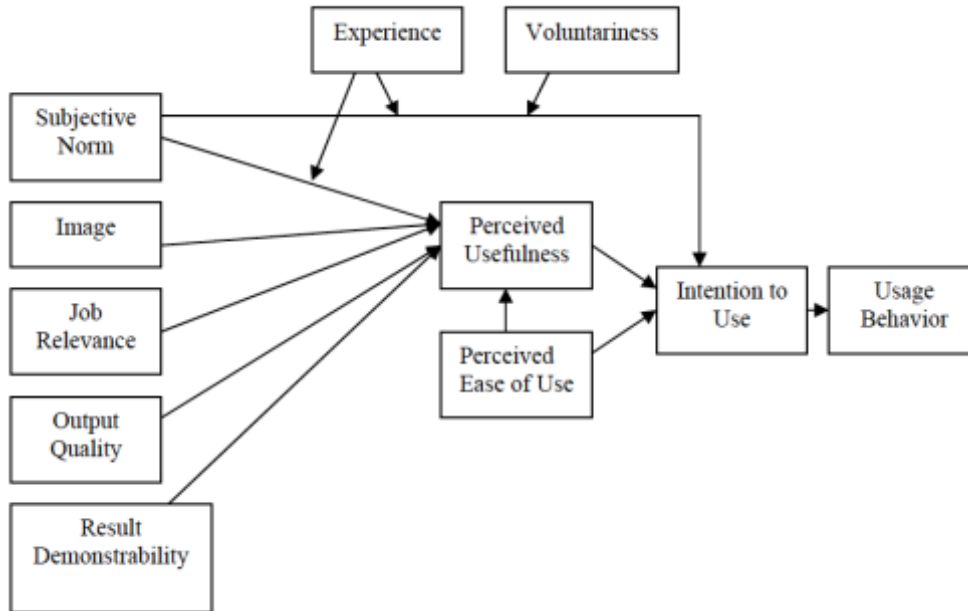 Experience
Voluntariness
Subjective
Norm
Image
Perceived
Usefulness
Job
Relevance
Intention to
Use
Usage
Behavior
Perceived
Ease of Use
Output
Quality
Result
Demonstrability